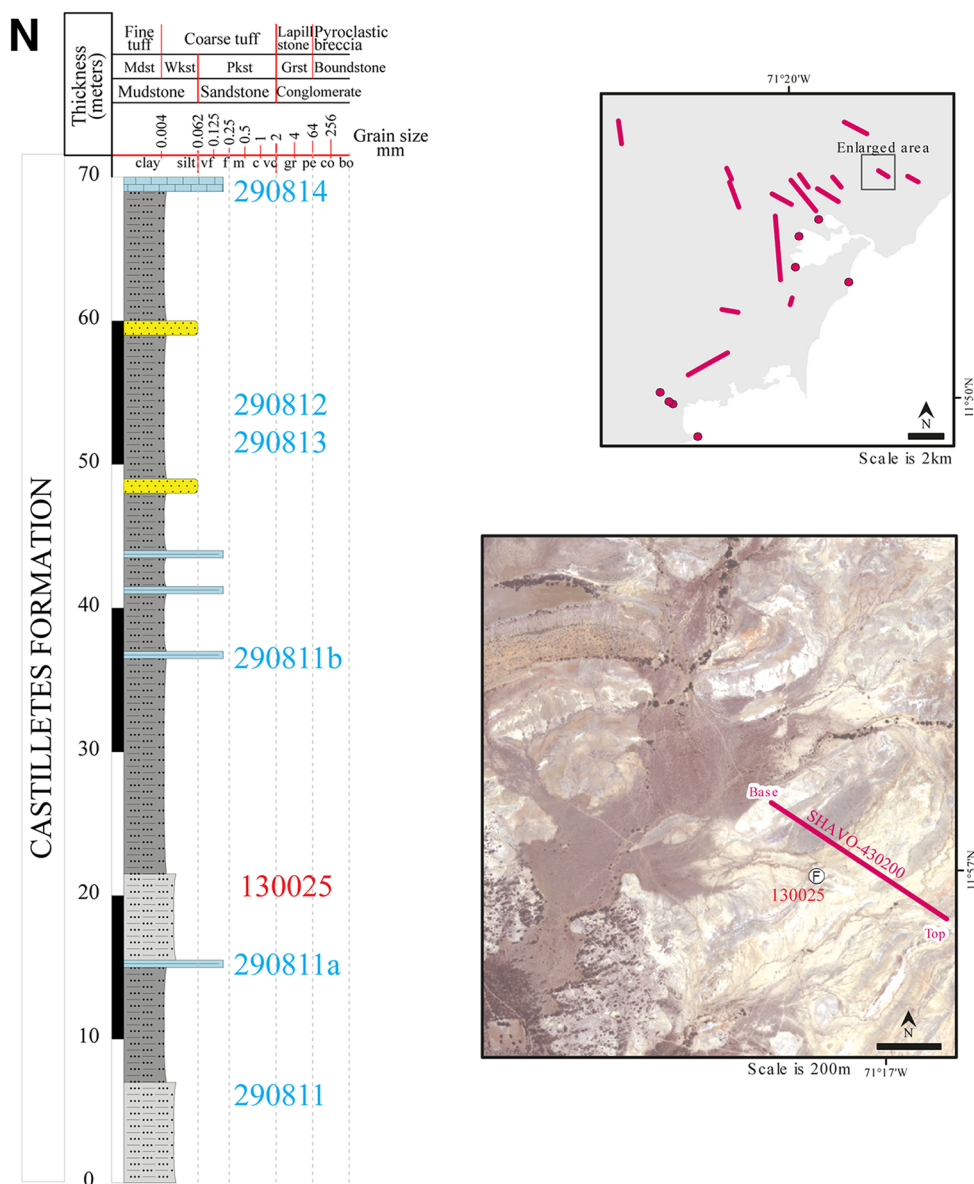 N
Thickness
(meters)
Fine
tuff
Coarse tuff
Lapill
stone
Pyroclastic
breccia
Mdst
Wkst
Pkst
Grst
Boundstone
Mudstone
Sandstone
Conglomerate
0.004
0.062
0.125
0.25
0.5
1
2
4
64
256
Grain size
mm
clay
silt
vf
f
m
c
vc
gr
pe
co
bo
70
60
50
40
30
20
10
0
CASTILLETES FORMATION
290814
290812
290813
290811b
130025
290811a
290811
71°20'W
Enlarged area
11°50'N
N
Scale is 2km
Base
SHAVO-430200
F
130025
Top
11°57'N
N
Scale is 200m
71°17'W